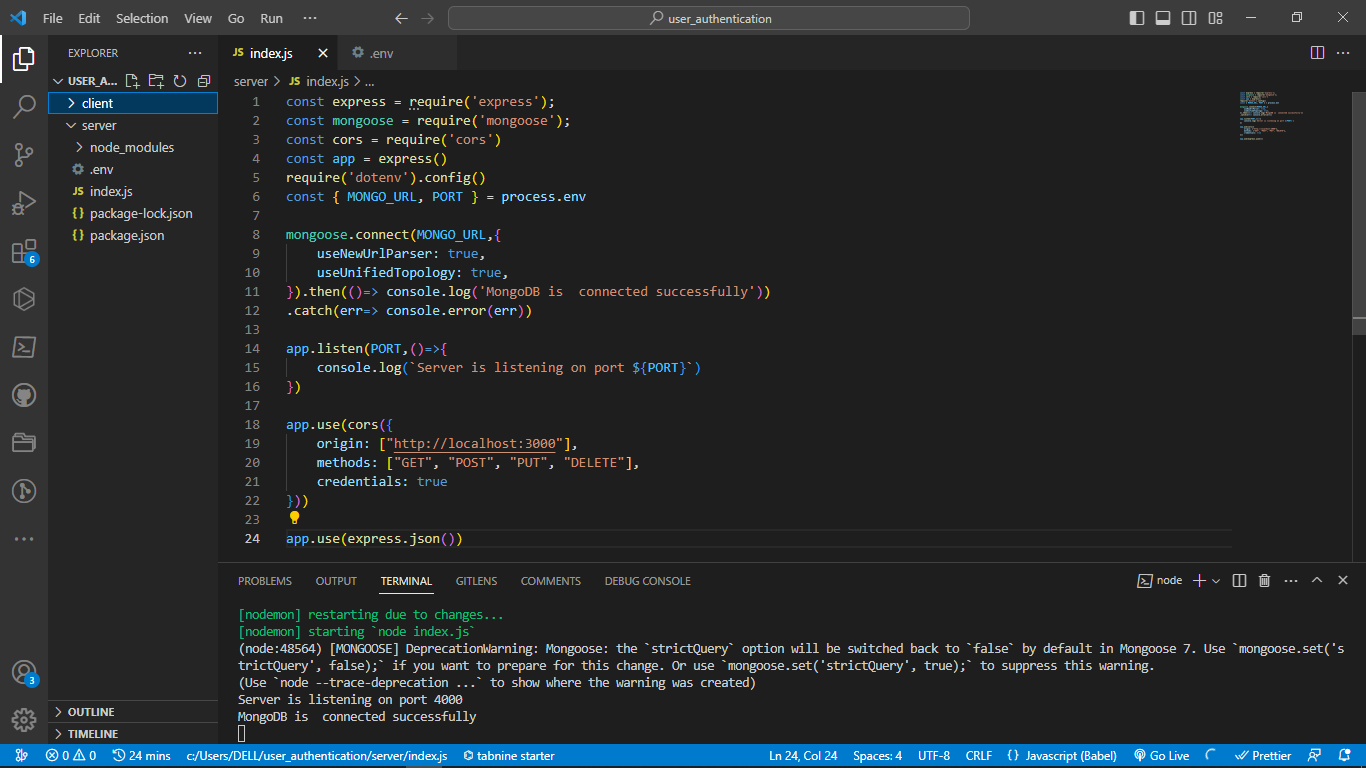 File Edit Selection View Go Run ···
user_authentication
EXPLORER ···
USER_A...
client
server
node_modules
.env
JS index.js
{} package-lock.json
{} package.json
OUTLINE
TIMELINE
6
3
JS index.js
.env
server > JS index.js > ...
1 const express = require('express');
2 const mongoose = require('mongoose');
3 const cors = require('cors')
4 const app = express()
5 require('dotenv').config()
6 const { MONGO_URL, PORT } = process.env
7
8 mongoose.connect(MONGO_URL,{
9     useNewUrlParser: true,
10     useUnifiedTopology: true,
11 }).then(()=> console.log('MongoDB is  connected successfully'))
12 .catch(err=> console.error(err))
13
14 app.listen(PORT,()=>{
15     console.log(`Server is listening on port ${PORT}`)
16 })
17
18 app.use(cors({
19     origin: ["http://localhost:3000"],
20     methods: ["GET", "POST", "PUT", "DELETE"],
21     credentials: true
22 }))
23
24 app.use(express.json())
PROBLEMS OUTPUT TERMINAL GITLENS COMMENTS DEBUG CONSOLE
node
[nodemon] restarting due to changes...
[nodemon] starting `node index.js`
(node:48564) [MONGOOSE] DeprecationWarning: Mongoose: the `strictQuery` option will be switched back to `false` by default in Mongoose 7. Use `mongoose.set('s
trictQuery', false);` if you want to prepare for this change. Or use `mongoose.set('strictQuery', true);` to suppress this warning.
(Use `node --trace-deprecation ...` to show where the warning was created)
Server is listening on port 4000
MongoDB is  connected successfully
0 0 24 mins c:/Users/DELL/user_authentication/server/index.js tabnine starter Ln 24, Col 24 Spaces: 4 UTF-8 CRLF {} Javascript (Babel) Go Live Prettier